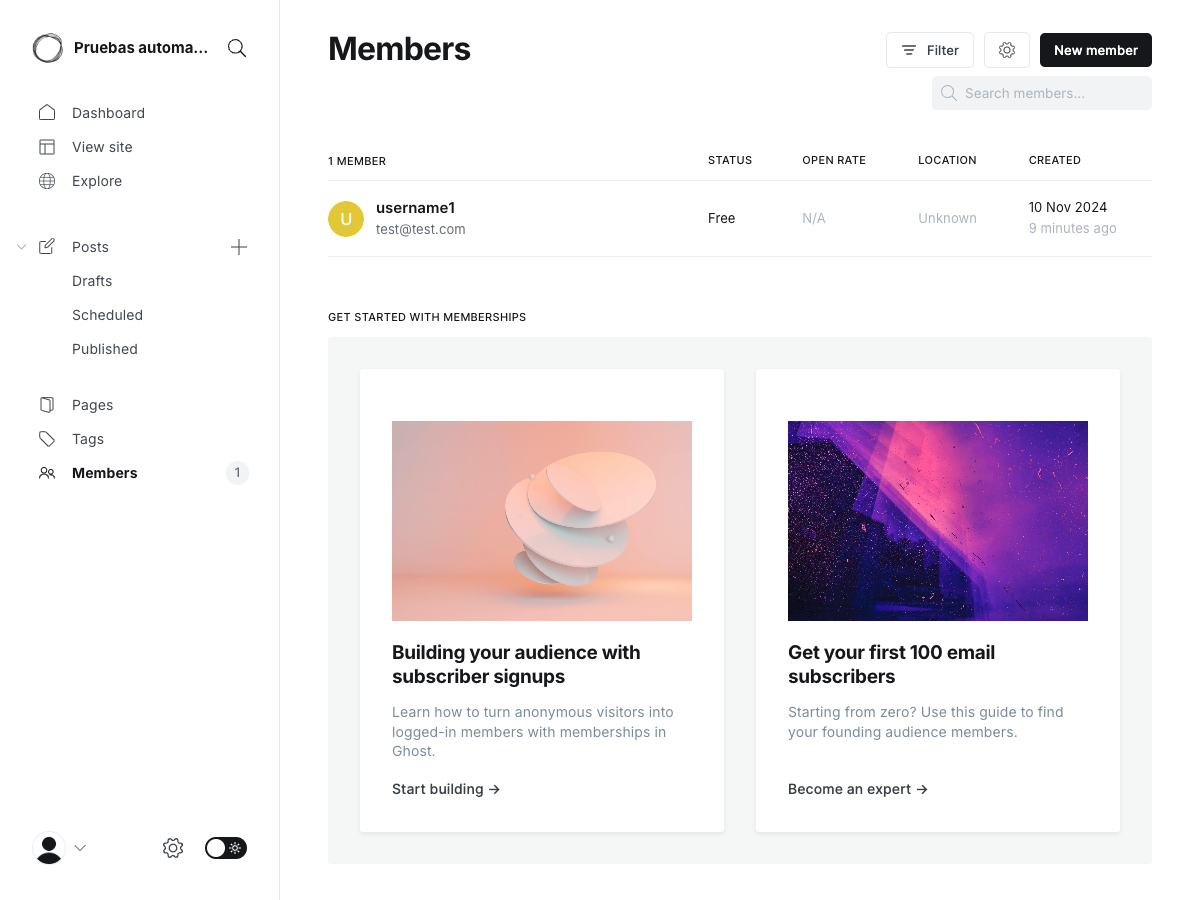 Pruebas automa...
Dashboard
View site
Explore
Posts
Drafts
Scheduled
Published
Pages
Tags
Members
1
Members
Filter
New member
Search members...
1 MEMBER STATUS OPEN RATE LOCATION CREATED
U
username1
test@test.com
Free
N/A
Unknown
10 Nov 2024
9 minutes ago
GET STARTED WITH MEMBERSHIPS
Building your audience with
subscriber signups
Learn how to turn anonymous visitors into
logged-in members with memberships in
Ghost.
Start building →
Get your first 100 email
subscribers
Starting from zero? Use this guide to find
your founding audience members.
Become an expert →